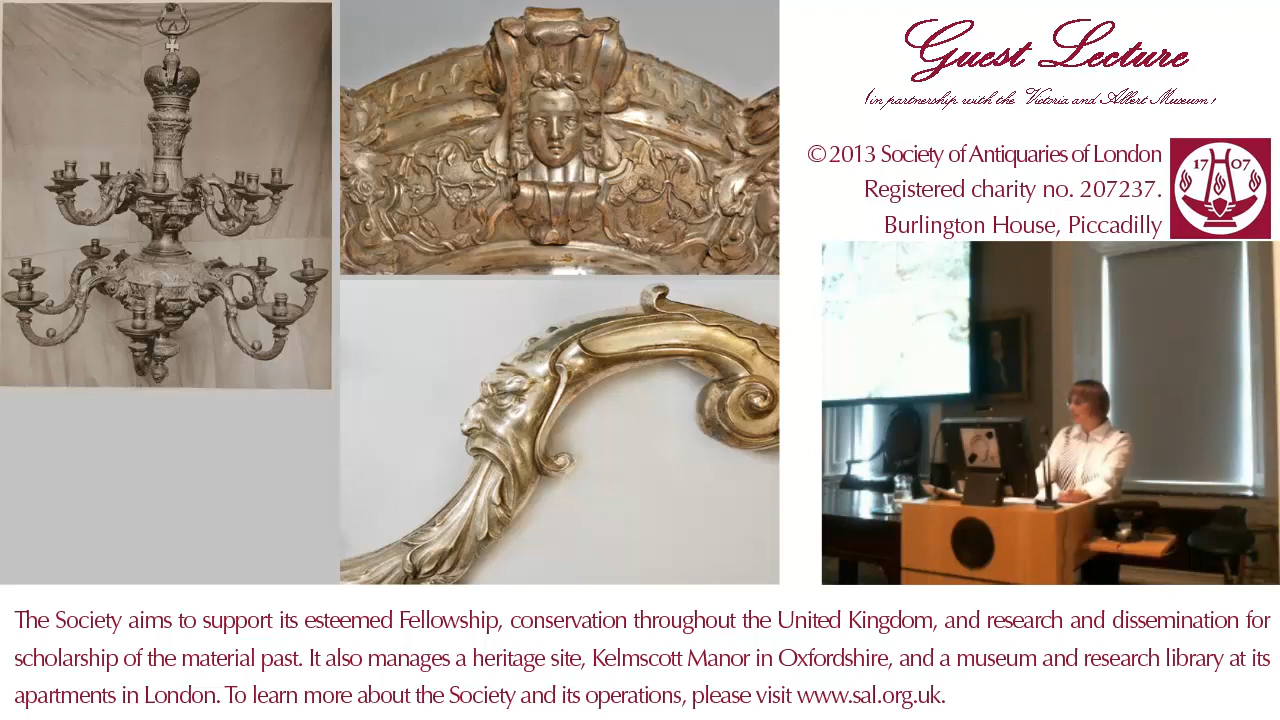 Guest Lecture
(in partnership with the Victoria and Albert Museum)
© 2013 Society of Antiquaries of London
Registered charity no. 207237.
Burlington House, Piccadilly
17 07
The Society aims to support its esteemed Fellowship, conservation throughout the United Kingdom, and research and dissemination for
scholarship of the material past. It also manages a heritage site, Kelmscott Manor in Oxfordshire, and a museum and research library at its
apartments in London. To learn more about the Society and its operations, please visit www.sal.org.uk.